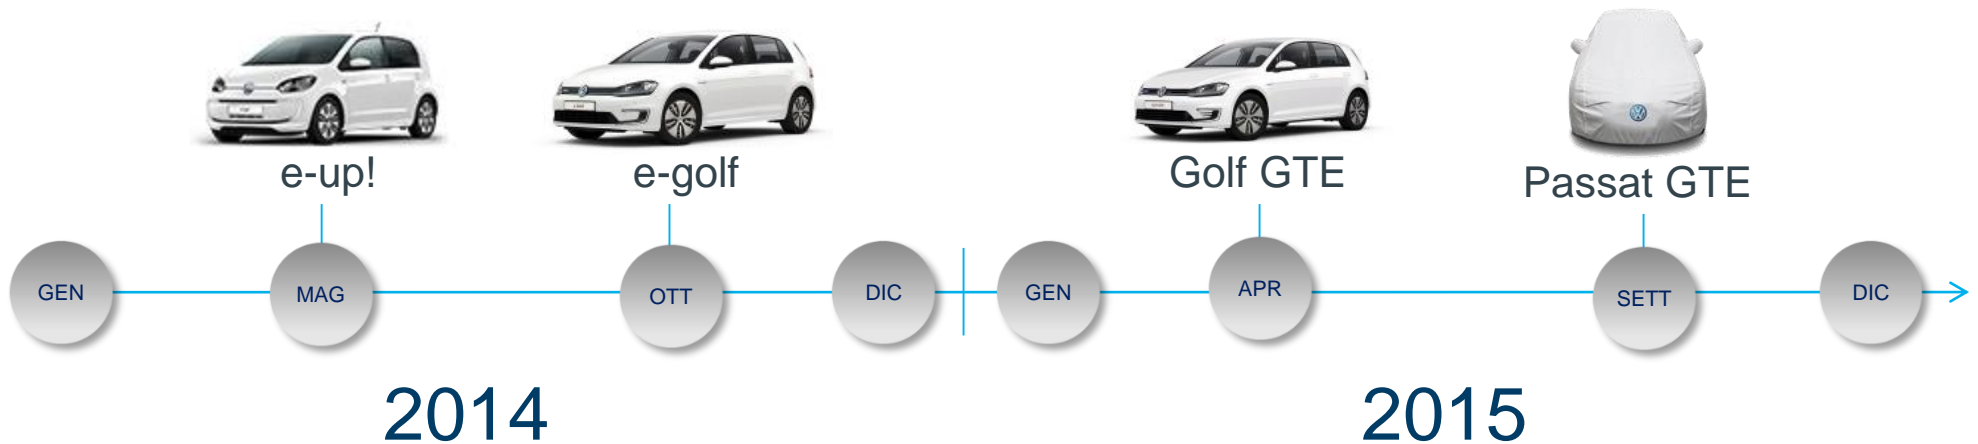 e-up!
e-golf
Golf GTE
Passat GTE
GEN
MAG
OTT
DIC
GEN
APR
SETT
DIC
2014
2015